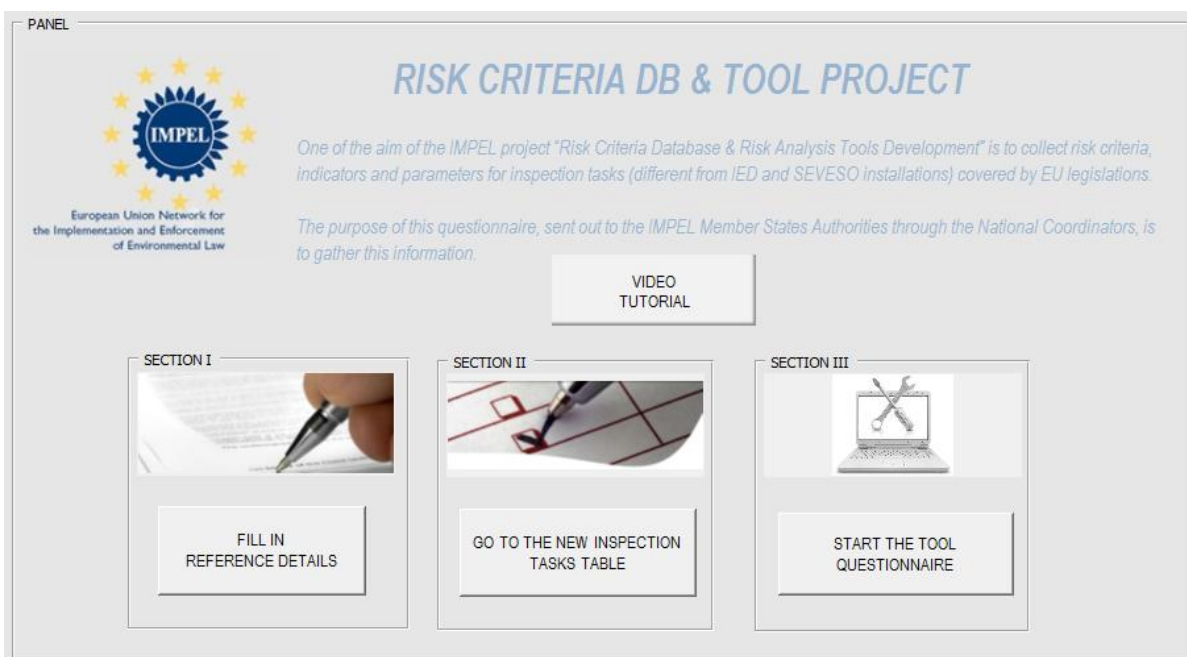 PANEL
RISK CRITERIA DB & TOOL PROJECT
IMPEL
European Union Network for
the Implementation and Enforcement
of Environmental Law
One of the aim of the IMPEL project "Risk Criteria Database & Risk Analysis Tools Development" is to collect risk criteria,
indicators and parameters for inspection tasks (different from IED and SEVESO installations) covered by EU legislations.
The purpose of this questionnaire, sent out to the IMPEL Member States Authorities through the National Coordinators, is
to gather this information.
VIDEO
TUTORIAL
SECTION I
FILL IN
REFERENCE DETAILS
SECTION II
GO TO THE NEW INSPECTION
TASKS TABLE
SECTION III
START THE TOOL
QUESTIONNAIRE